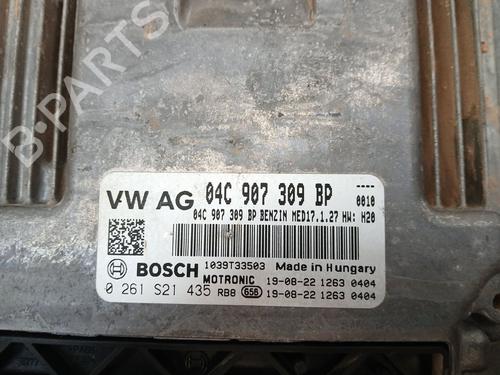 B-PARTS
VW AG 04C 907 309 BP ----
0810
04C 907 309 BP BENZIN MED17.1.27 HW: H20
BOSCH 1039T33503 Made in Hungary
MOTRONIC 19-08-22 1263 0404
0 261 S21 435 RB8 658 19-08-22 1263 0404